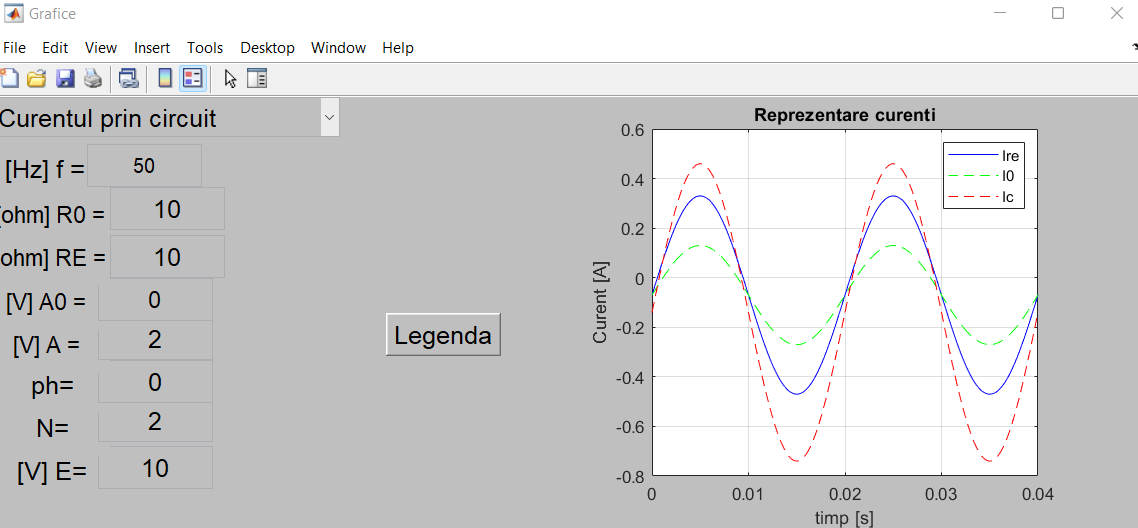 Grafice
File Edit View Insert Tools Desktop Window Help
Curentul prin circuit
[Hz] f = 50
ohm] R0 = 10
ohm] RE = 10
[V] A0 = 0
[V] A = 2
ph= 0
N= 2
[V] E= 10
Legenda
Reprezentare curenti
0.6
0.4
0.2
0
-0.2
-0.4
-0.6
-0.8
Curent [A]
Ire
I0
Ic
0 0.01 0.02 0.03 0.04
timp [s]